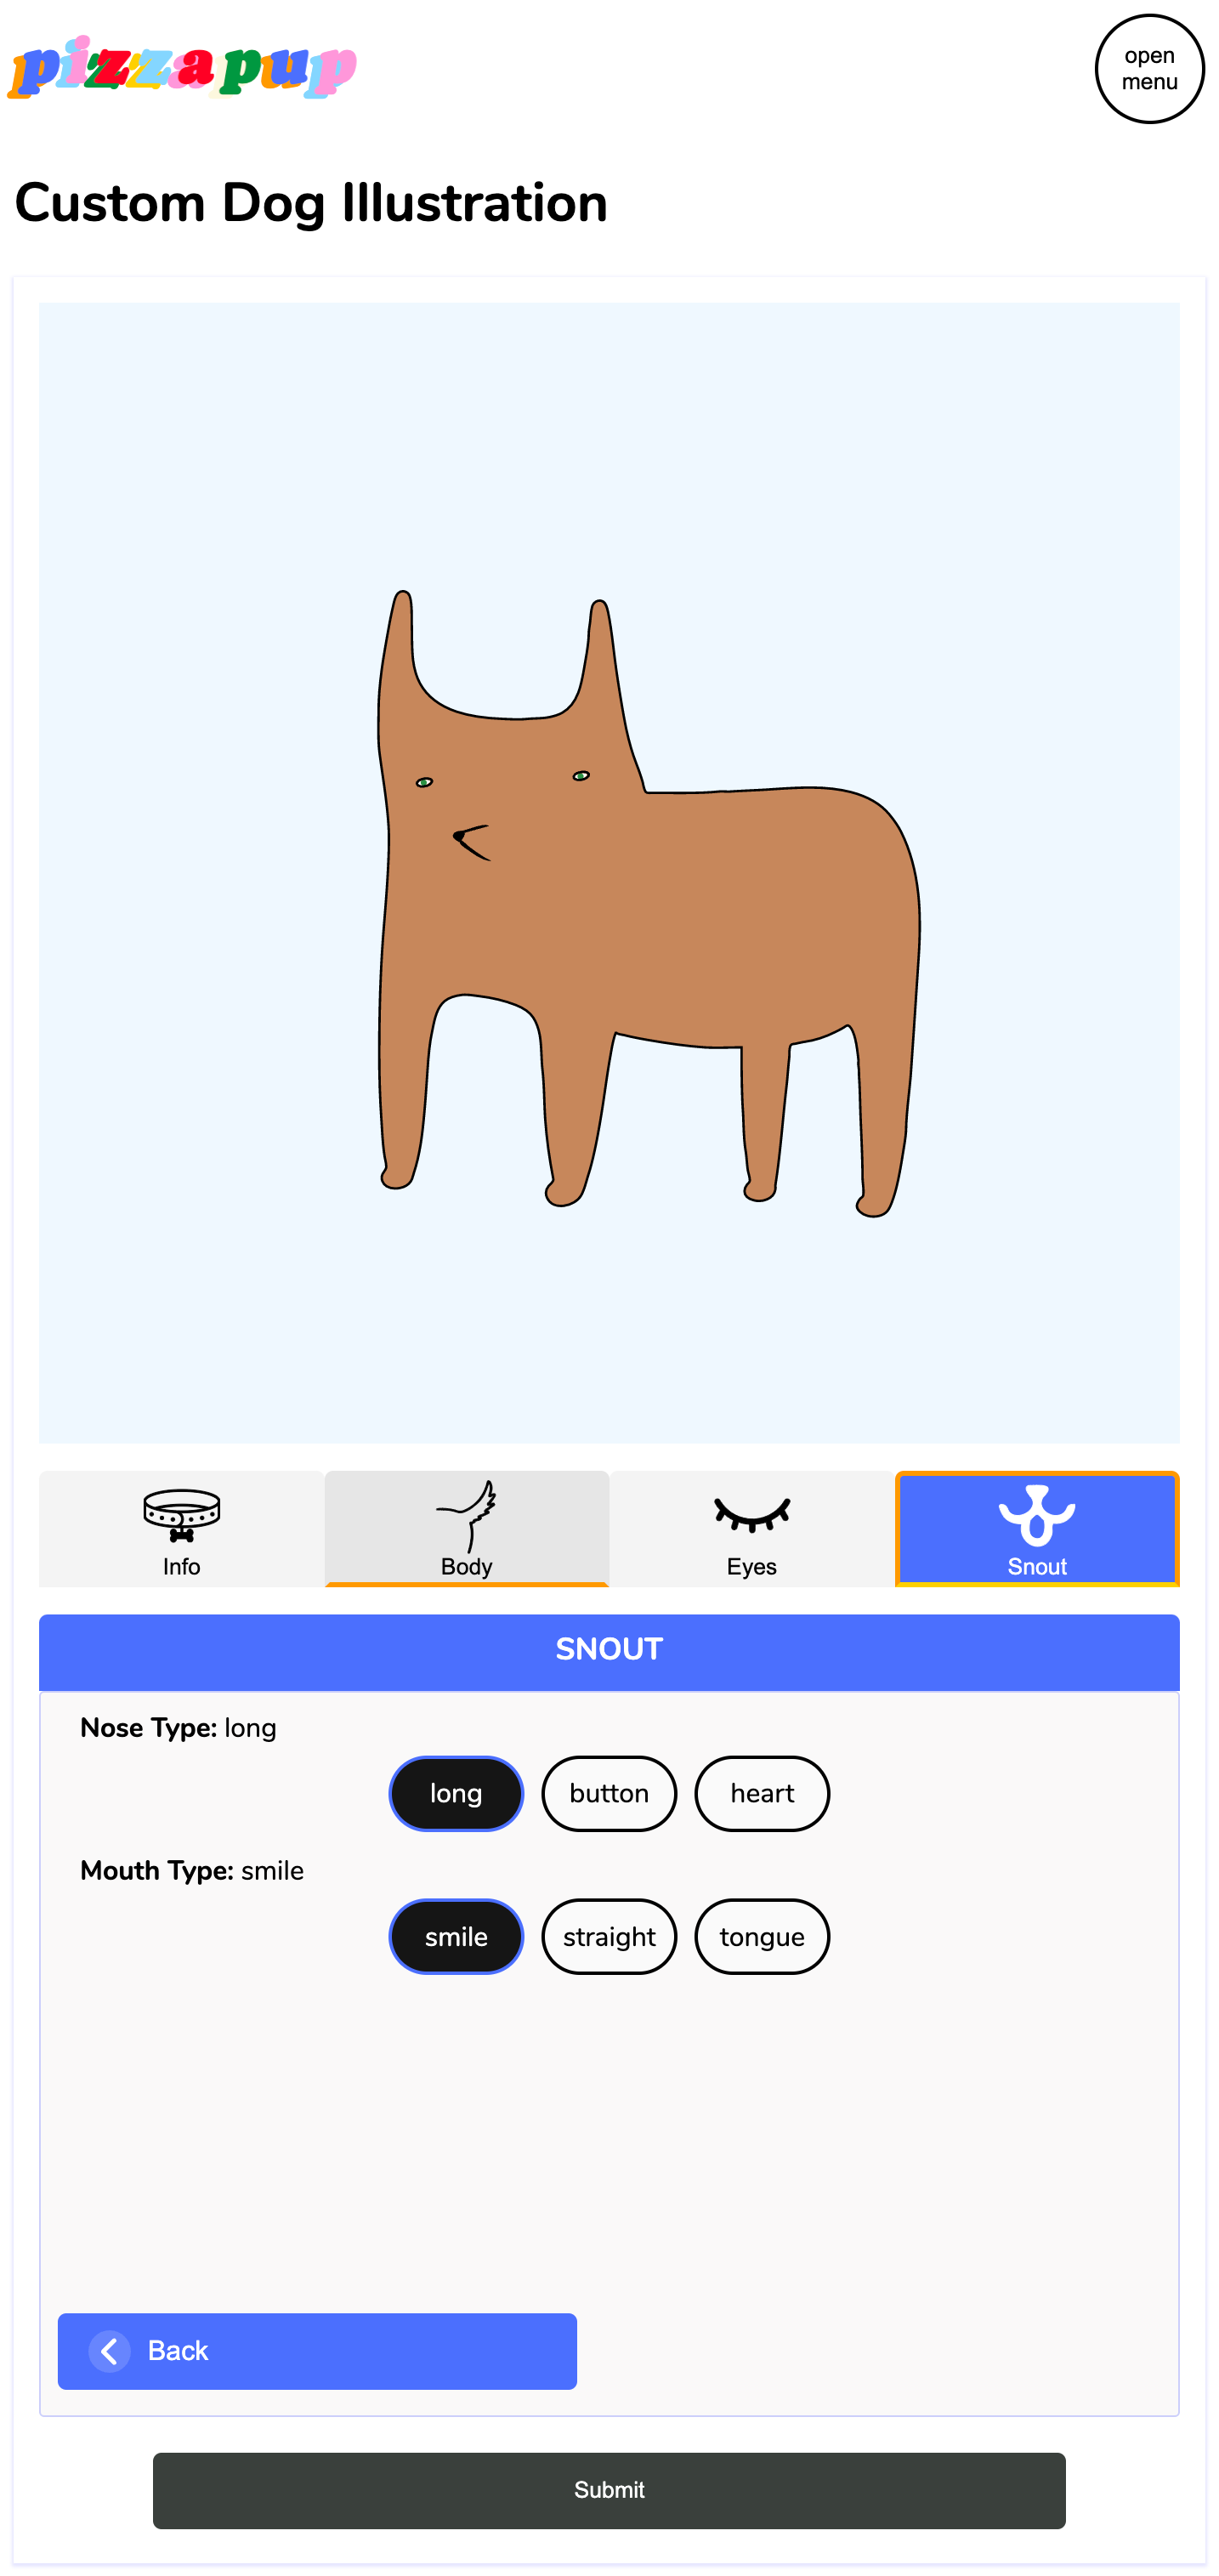 pizzapup
open
menu
Custom Dog Illustration
Info
Body
Eyes
Snout
SNOUT
Nose Type: long
long
button
heart
Mouth Type: smile
smile
straight
tongue
Back
Submit